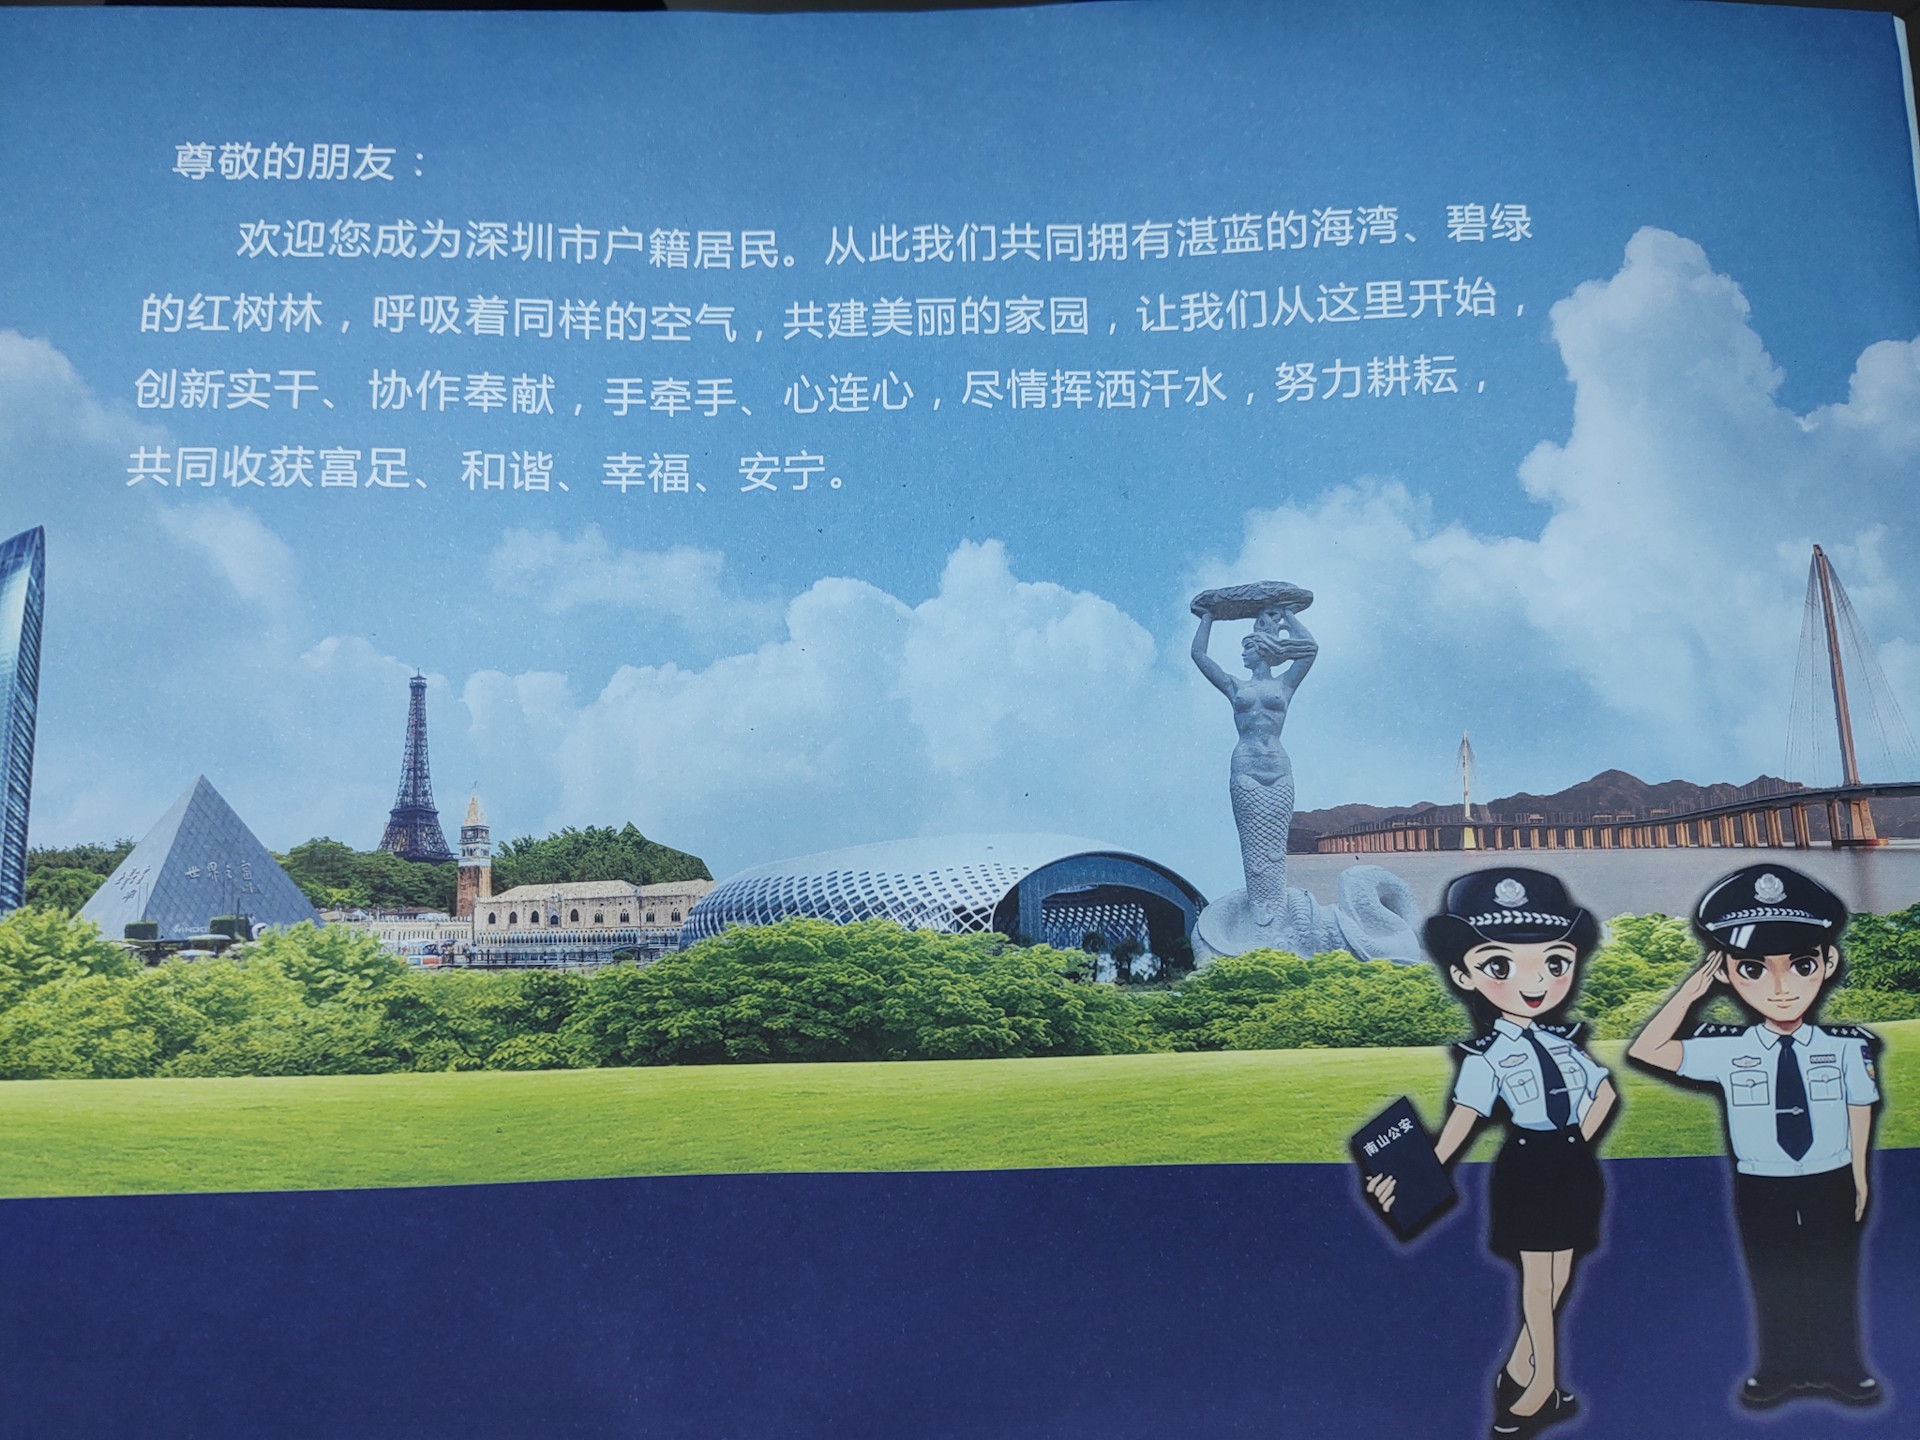 尊敬的朋友：
欢迎您成为深圳市户籍居民。从此我们共同拥有湛蓝的海湾、碧绿
的红树林，呼吸着同样的空气，共建美丽的家园，让我们从这里开始，
创新实干、协作奉献，手牵手、心连心，尽情挥洒汗水，努力耕耘，
共同收获富足、和谐、幸福、安宁。
世界之窗
南山公安